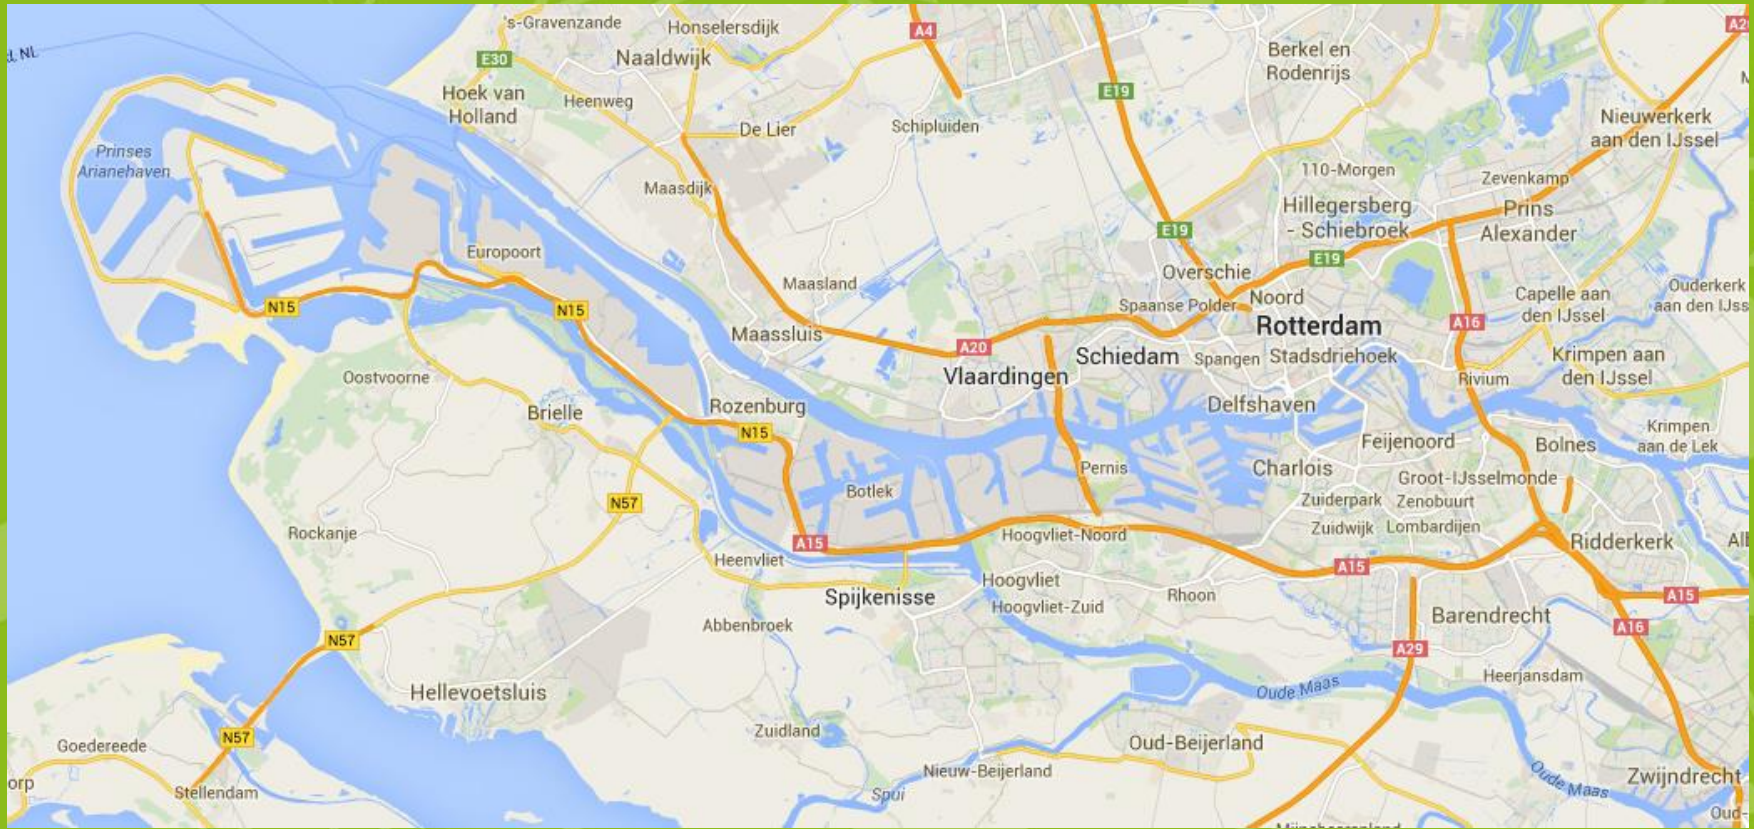 's-Gravenzande
Honselersdijk
A4
Naaldwijk
E30
Berkel en
Rodenrijs
NL
Hoek van
Holland
Heenweg
E19
De Lier
Schipluiden
Nieuwerkerk
aan den IJssel
Prinses
Arianehaven
110-Morgen
Zevenkamp
Maasdijk
Hillegersberg
- Schiebroek
Prins
Alexander
E19
Europoort
E19
Overschie
Maasland
Spaanse Polder
Noord
Capelle aan
den IJssel
Ouderkerk
aan den IJss
N15
N15
Rotterdam
A16
Maassluis
A20
Schiedam
Spangen
Stadsdriehoek
Krimpen aan
den IJssel
Vlaardingen
Oostvoorne
Rivium
Brielle
Rozenburg
Delfshaven
N15
Feijenoord
Bolnes
Krimpen
aan de Lek
Pernis
Charlois
Groot-IJsselmonde
Botlek
N57
Zuiderpark
Zenobuurt
Rockanje
Zuidwijk
Lombardijen
Hoogvliet-Noord
A15
Ridderkerk
Heenvliet
A15
Hoogvliet
Spijkenisse
Hoogvliet-Zuid
Rhoon
A15
Barendrecht
Abbenbroek
A16
N57
A29
Heerjansdam
Hellevoetsluis
Oude Maas
Zuidland
N57
Goedereede
Oud-Beijerland
Nieuw-Beijerland
Oude Maas
Zwijndrecht
orp
Stellendam
Spui
Oud-